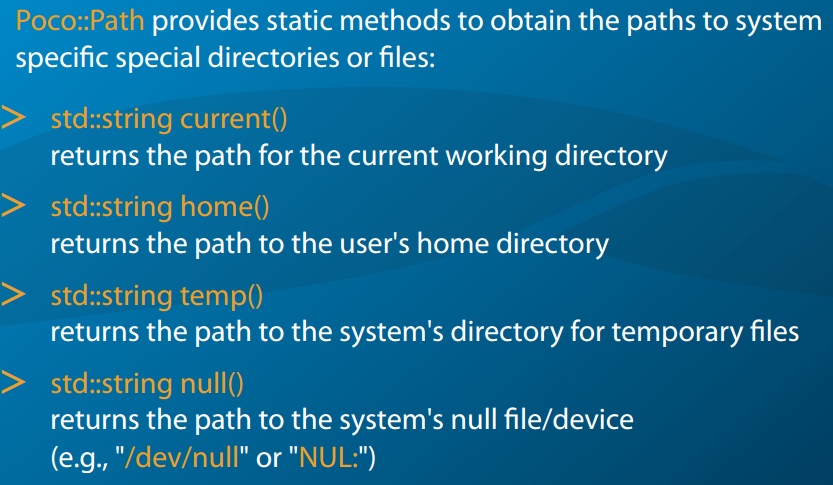 Poco::Path provides static methods to obtain the paths to system
specific special directories or files:
> std::string current()
returns the path for the current working directory
> std::string home()
returns the path to the user's home directory
> std::string temp()
returns the path to the system's directory for temporary files
> std::string null()
returns the path to the system's null file/device
(e.g., "/dev/null" or "NUL:")